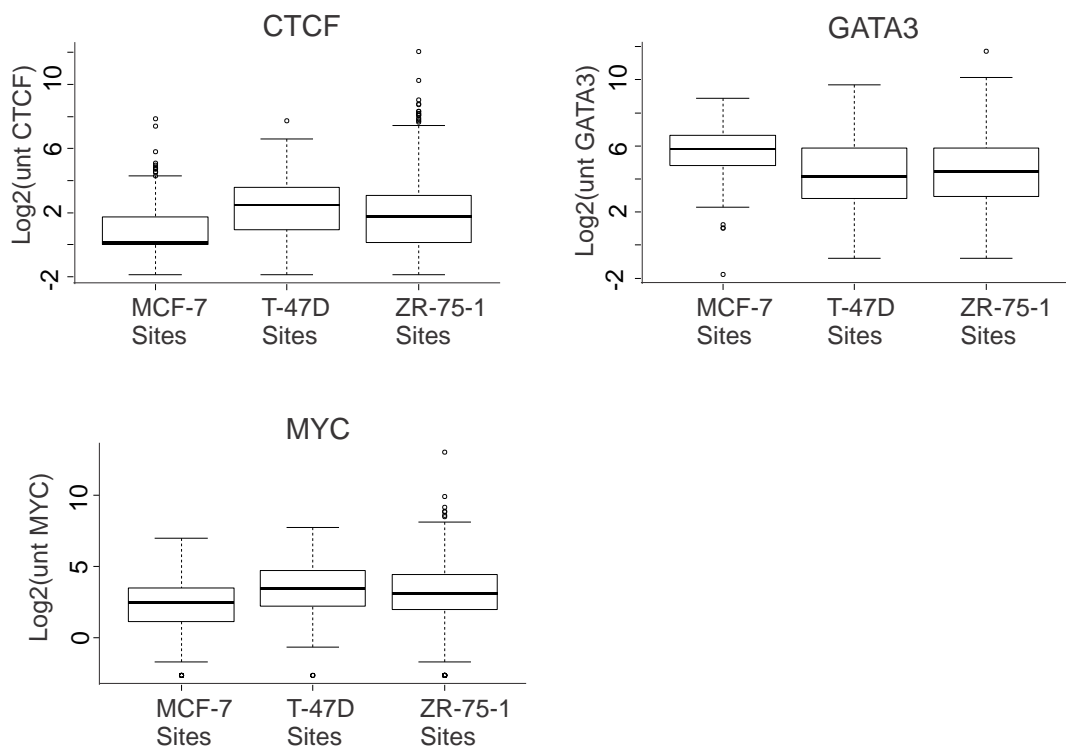 CTCF
Log2(unt CTCF)
10
6
2
-2
MCF-7
Sites
T-47D
Sites
ZR-75-1
Sites
GATA3
Log2(unt GATA3)
10
6
2
-2
MCF-7
Sites
T-47D
Sites
ZR-75-1
Sites
MYC
Log2(unt MYC)
10
5
0
MCF-7
Sites
T-47D
Sites
ZR-75-1
Sites